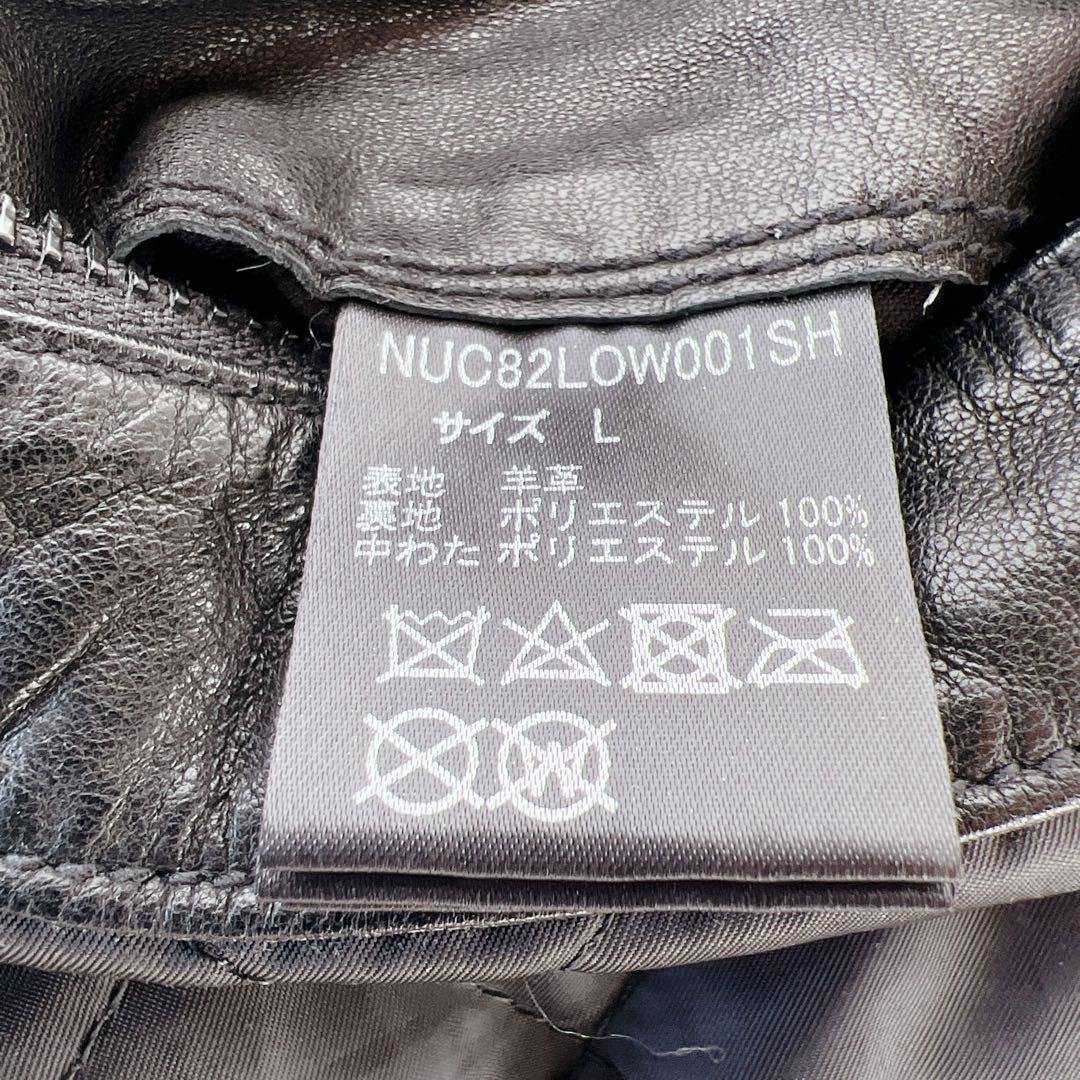 NUC82LOW001SH
サイズ L
表地 羊革
裏地 ポリエステル 100%
中わた ポリエステル 100%
W